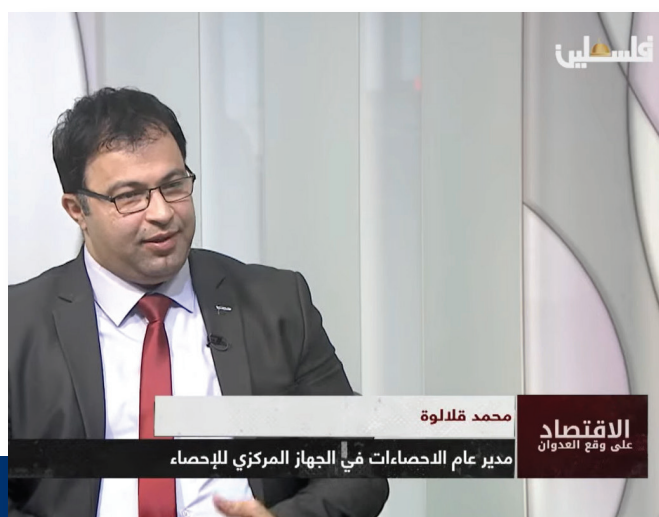 فلسطين
محمد قلالوة
الاقتصاد
على وقع العدوان
مدير عام الاحصاءات في الجهاز المركزي للإحصاء